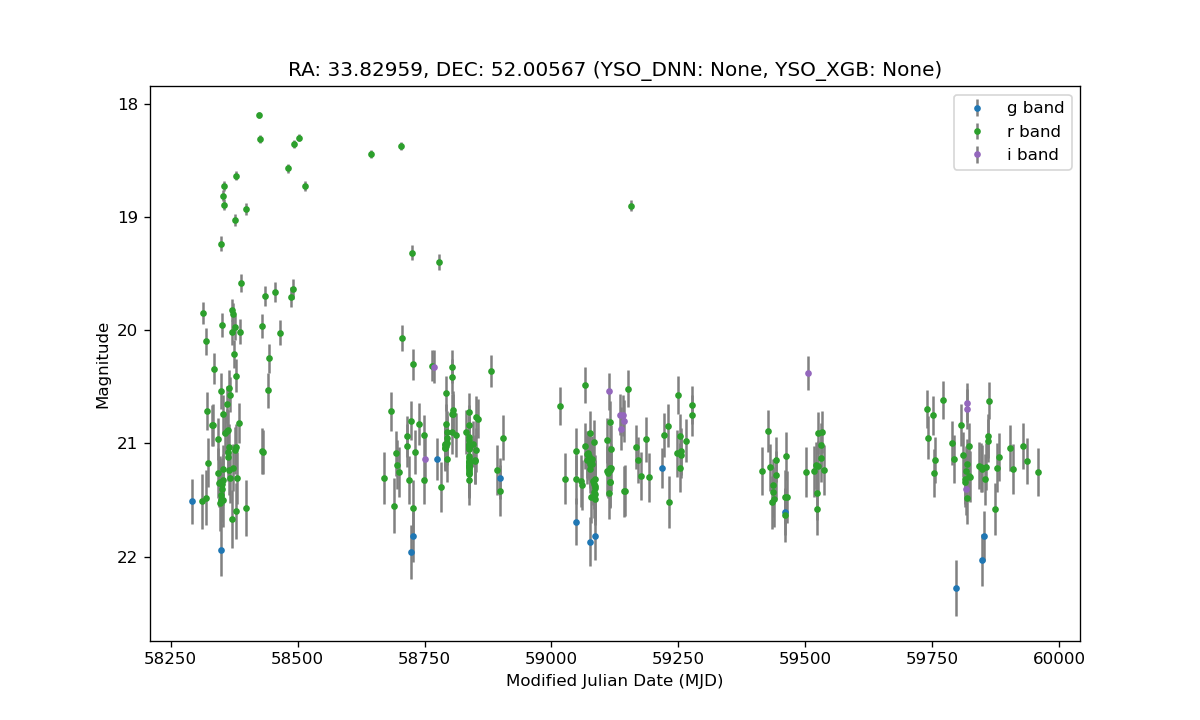 RA: 33.82959, DEC: 52.00567 (YSO_DNN: None, YSO_XGB: None)
g band
r band
i band
18
19
20
21
22
Magnitude
58250 58500 58750 59000 59250 59500 59750 60000
Modified Julian Date (MJD)